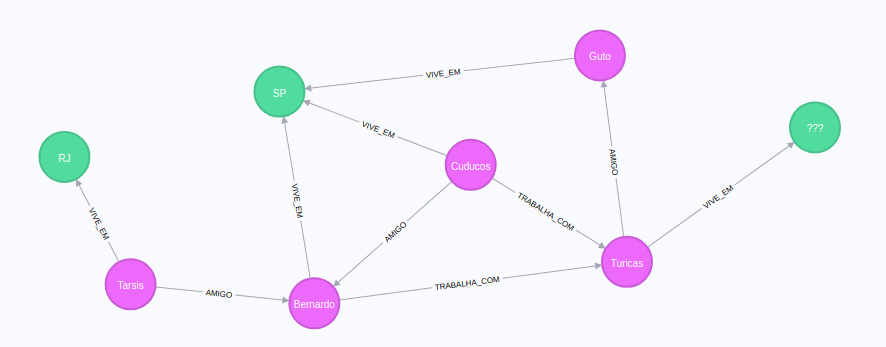 Guto
VIVE_EM
SP
VIVE_EM
???
RJ
Cuducos
AMIGO
VIVE_EM
VIVE_EM
TRABALHA_COM
VIVE_EM
AMIGO
Turicas
Tarsis
TRABALHA_COM
AMIGO
Bernardo